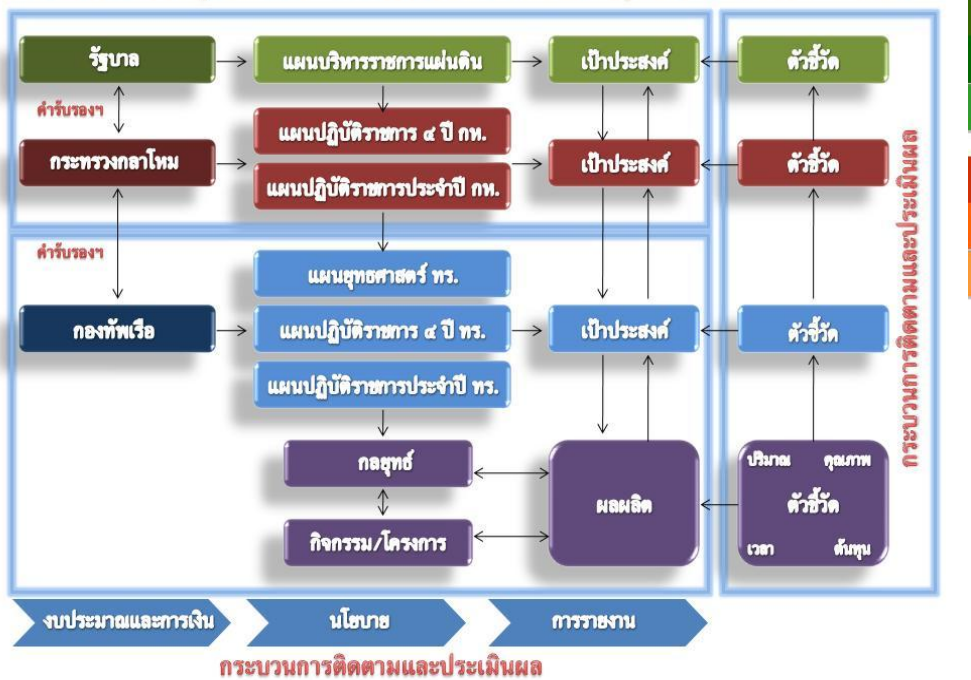 รัฐบาล
แผนบริหารราชการแผ่นดิน
เป้าประสงค์
ตัวชี้วัด
คำรับรองฯ
แผนปฏิบัติราชการ ๔ ปี กห.
กระทรวงกลาโหม
เป้าประสงค์
ตัวชี้วัด
แผนปฏิบัติราชการประจำปี กห.
คำรับรองฯ
แผนยุทธศาสตร์ ทร.
กองทัพเรือ
แผนปฏิบัติราชการ ๔ ปี ทร.
เป้าประสงค์
ตัวชี้วัด
แผนปฏิบัติราชการประจำปี ทร.
กลยุทธ์
ผลผลิต
ปริมาณ
คุณภาพ
ตัวชี้วัด
เวลา
ต้นทุน
กิจกรรม/โครงการ
กระบวนการติดตามและประเมินผล
งบประมาณและการเงิน
นโยบาย
การรายงาน
กระบวนการติดตามและประเมินผล